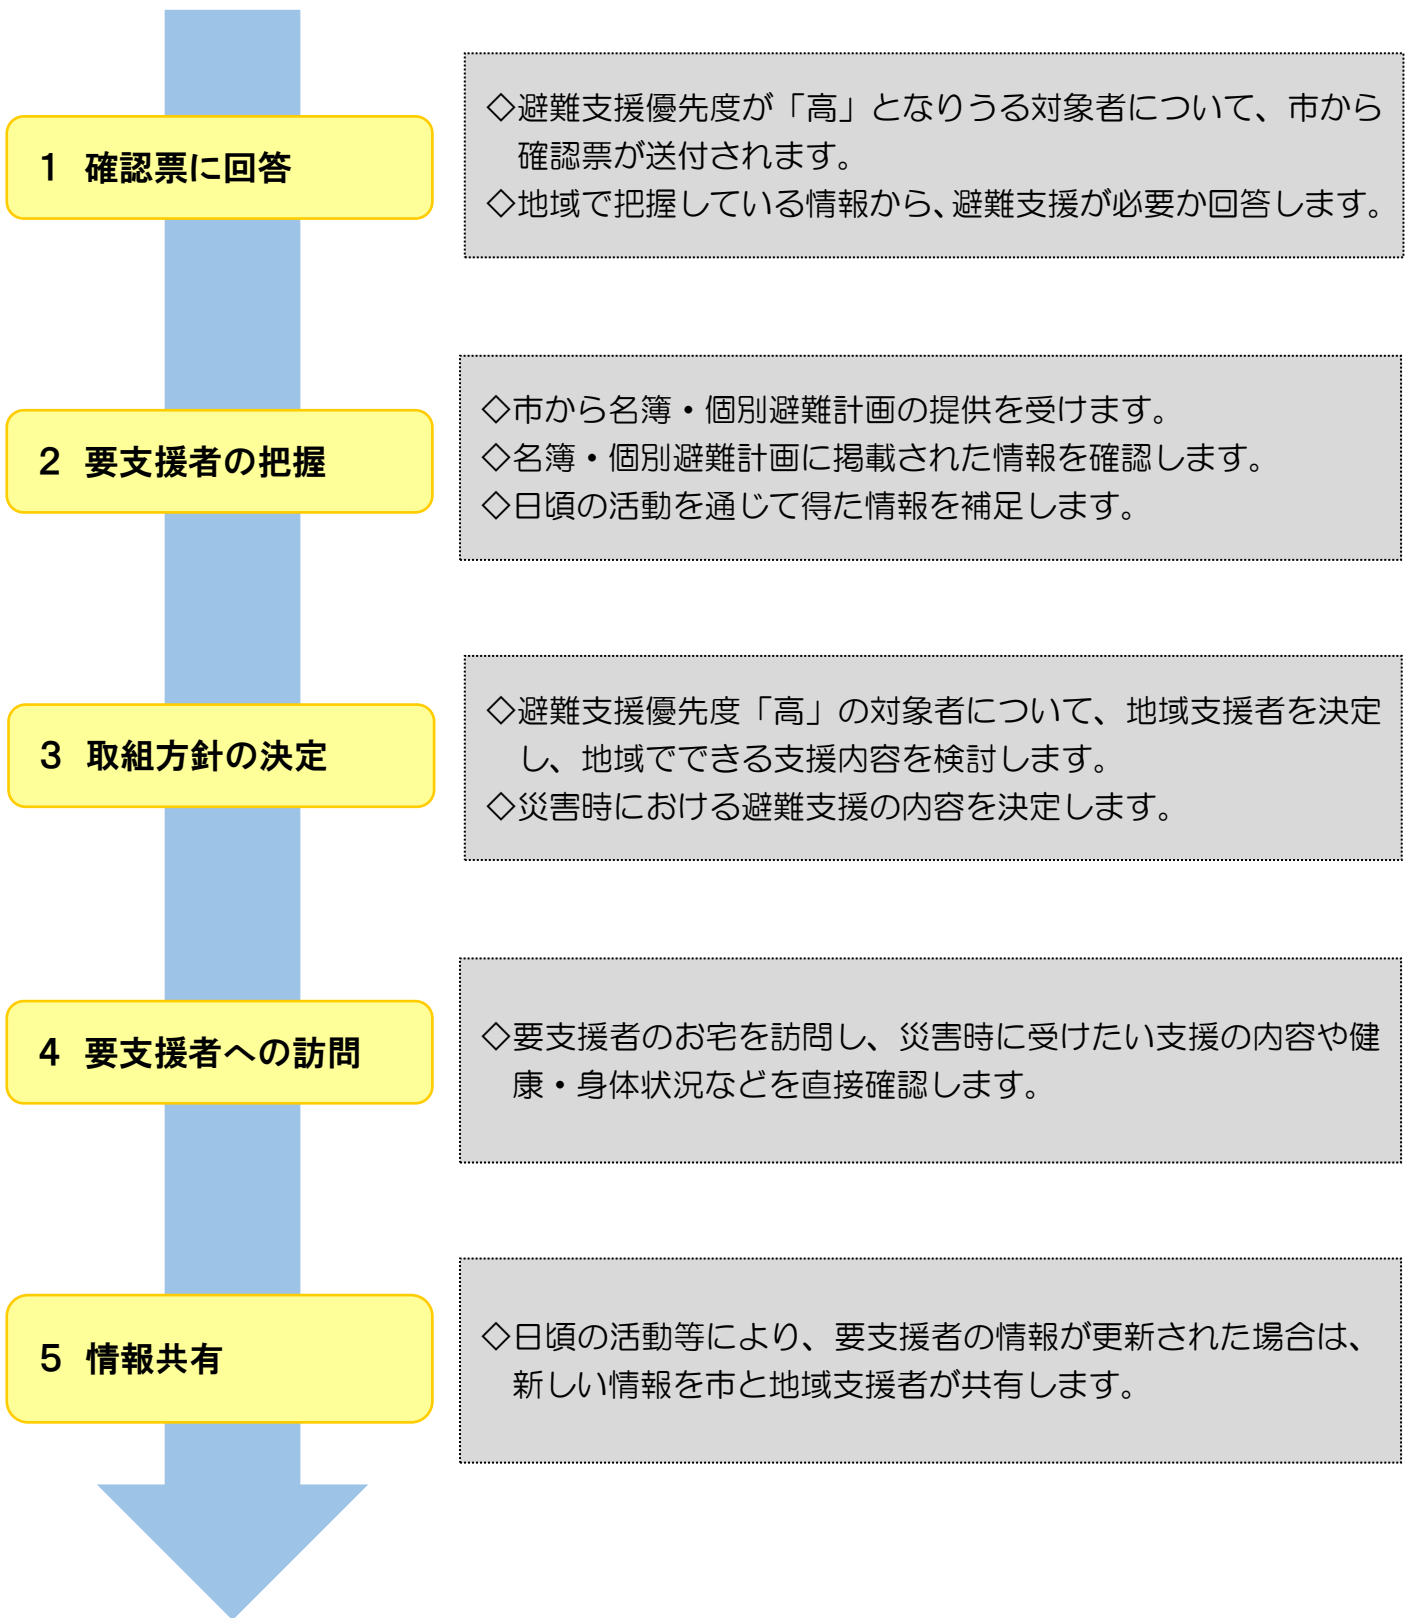 1 確認票に回答
◇避難支援優先度が「高」となりうる対象者について、市から
確認票が送付されます。
◇地域で把握している情報から、避難支援が必要か回答します。
2 要支援者の把握
◇市から名簿・個別避難計画の提供を受けます。
◇名簿・個別避難計画に掲載された情報を確認します。
◇日頃の活動を通じて得た情報を補足します。
3 取組方針の決定
◇避難支援優先度「高」の対象者について、地域支援者を決定
し、地域でできる支援内容を検討します。
◇災害時における避難支援の内容を決定します。
4 要支援者への訪問
◇要支援者のお宅を訪問し、災害時に受けたい支援の内容や健
康・身体状況などを直接確認します。
5 情報共有
◇日頃の活動等により、要支援者の情報が更新された場合は、
新しい情報を市と地域支援者が共有します。